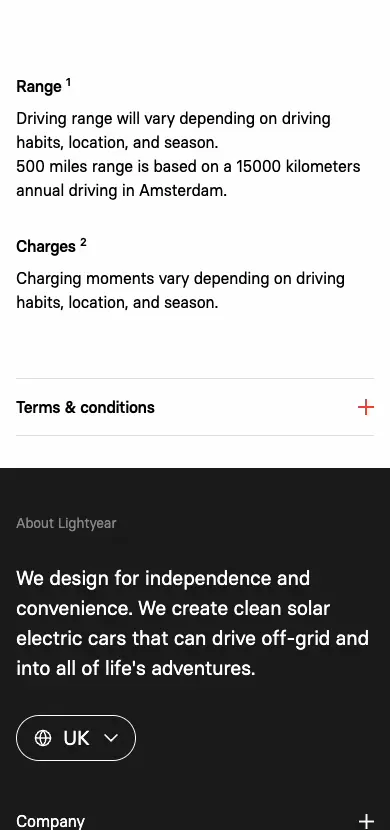 Range 1
Driving range will vary depending on driving
habits, location, and season.
500 miles range is based on a 15000 kilometers
annual driving in Amsterdam.
Charges 2
Charging moments vary depending on driving
habits, location, and season.
Terms & conditions
About Lightyear
We design for independence and
convenience. We create clean solar
electric cars that can drive off-grid and
into all of life's adventures.
UK
Company